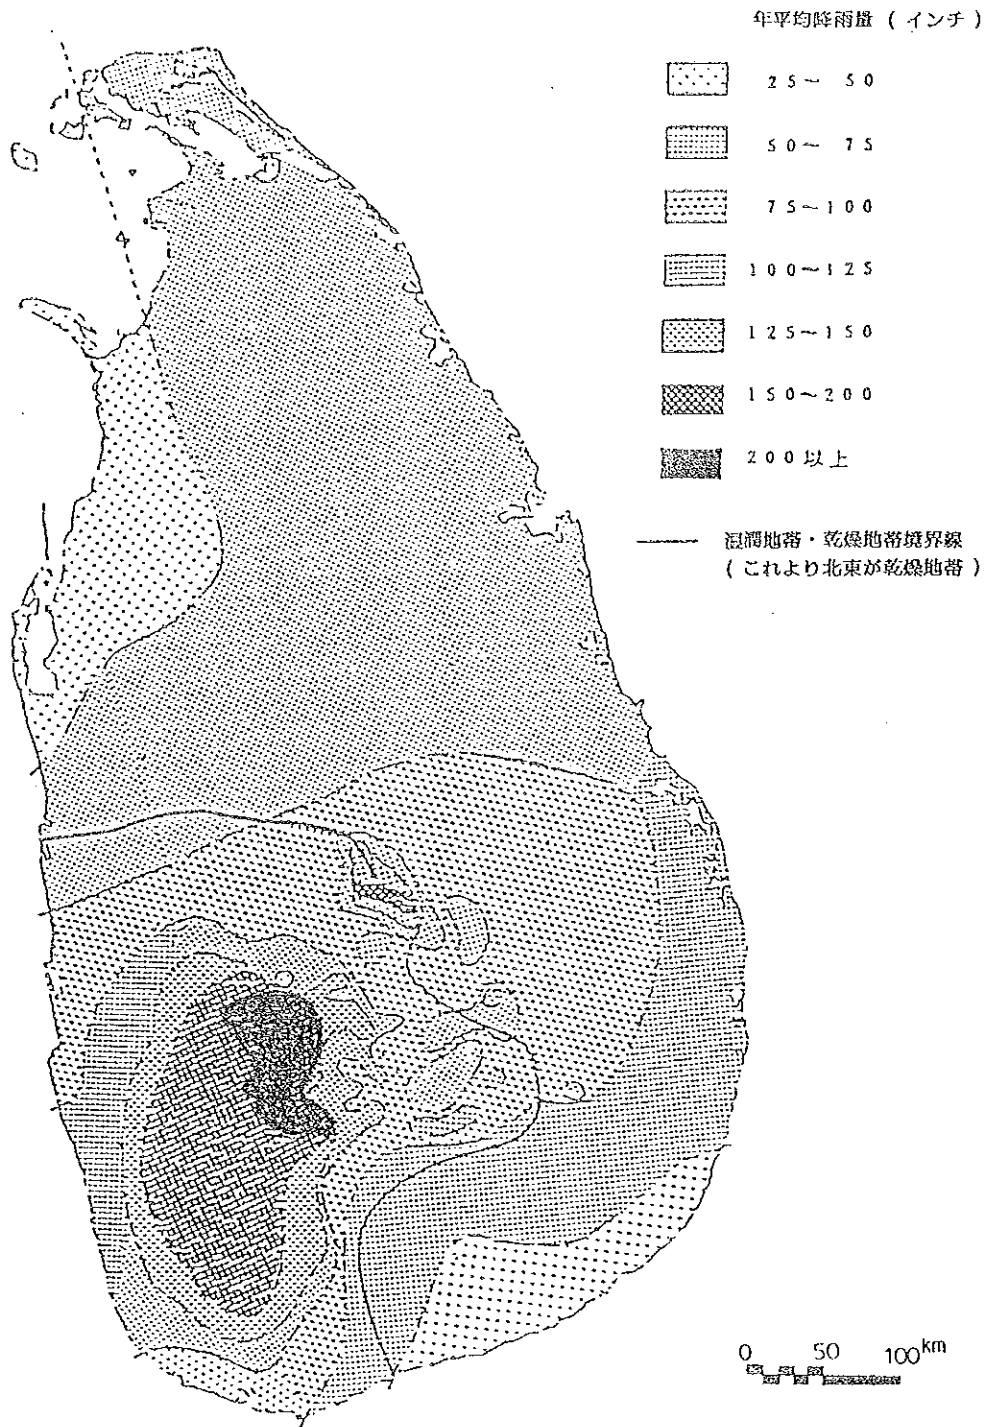 年平均降雨量 ( インチ )
25～ 50
50～ 75
75～100
100～125
125～150
150～200
200以上
湿潤地帯・乾燥地帯境界線
( これより北東が乾燥地帯 )
0 50 100km